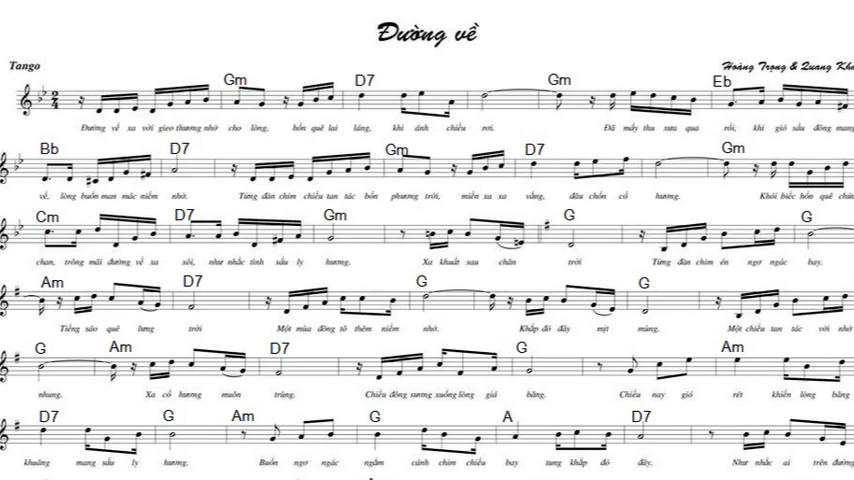 Đường về
Tango
Hoàng Trọng & Quang Kh
Gm D7 Gm Eb
Đường về xa vời gieo thương nhớ cho lòng, hồn quê lai láng, khi ánh chiều rơi. Đã mấy thu xưa qua rồi, khi gió sầu đông mang
Bb D7 Gm D7 Gm
về, lòng buồn man mác niềm nhớ. Từng đàn chim chiều tan tác bốn phương trời, miền xa xa vắng, đâu chốn cố hương. Khói biếc hồn quê chứa
Cm D7 Gm G G
chan, trông mãi đường về xa xôi, như nhắc tình sầu ly hương. Xa khuất sau chân trời Từng đàn chim én ngơ ngác bay.
Am D7 G G
Tiếng sáo quê lưng trời Một mùa đông tô thêm niềm nhớ. Khắp đó đây mịt mùng. Một chiều tan tác với nhớ
G Am D7 G Am
nhung. Xa cố hương muôn trùng. Chiều đông sương xuống lòng giá băng. Chiều nay gió rét khiến lòng băng
D7 G Am G A D7
khuâng mang sầu ly hương. Buồn ngơ ngác ngắm cánh chim chiều bay tung khắp đó đây. Như nhắc ai trên đường